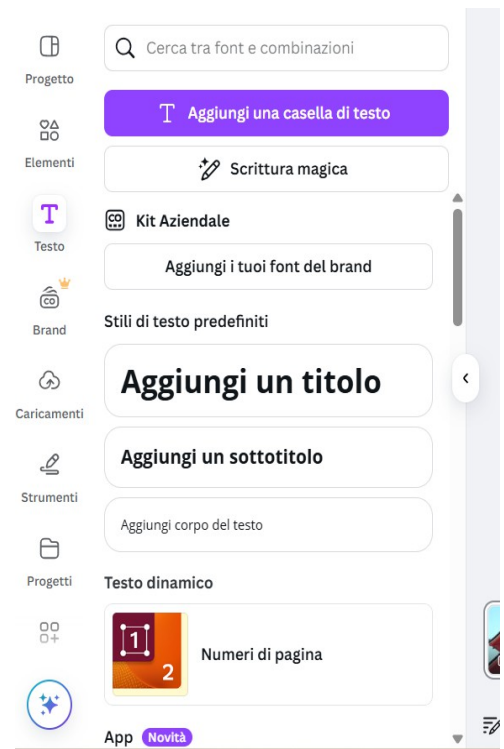 Progetto
Elementi
Testo
Brand
Caricamenti
Strumenti
Progetti
Cerca tra font e combinazioni
T Aggiungi una casella di testo
Scrittura magica
CO Kit Aziendale
Aggiungi i tuoi font del brand
Stili di testo predefiniti
Aggiungi un titolo
Aggiungi un sottotitolo
Aggiungi corpo del testo
Testo dinamico
1
2
Numeri di pagina
App Novità